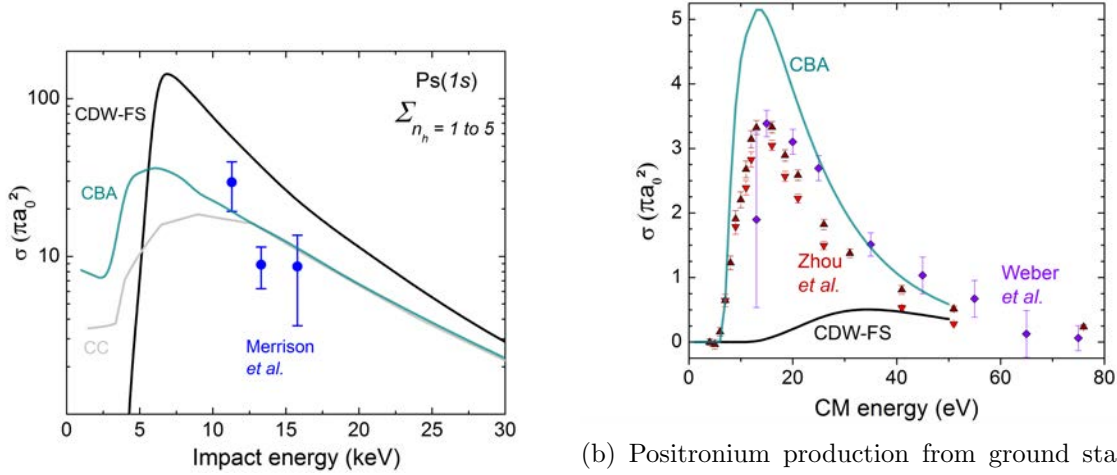 Ps(1s)
Σ n_h = 1 to 5
CDW-FS
CBA
CC
Merrison
et al.
100
10
σ (πa₀²)
0 5 10 15 20 25 30
Impact energy (keV)
5
4
3
2
1
0
σ (πa₀²)
CBA
Zhou
et al.
Weber
et al.
CDW-FS
0 20 40 60 80
CM energy (eV)
(b) Positronium production from ground sta